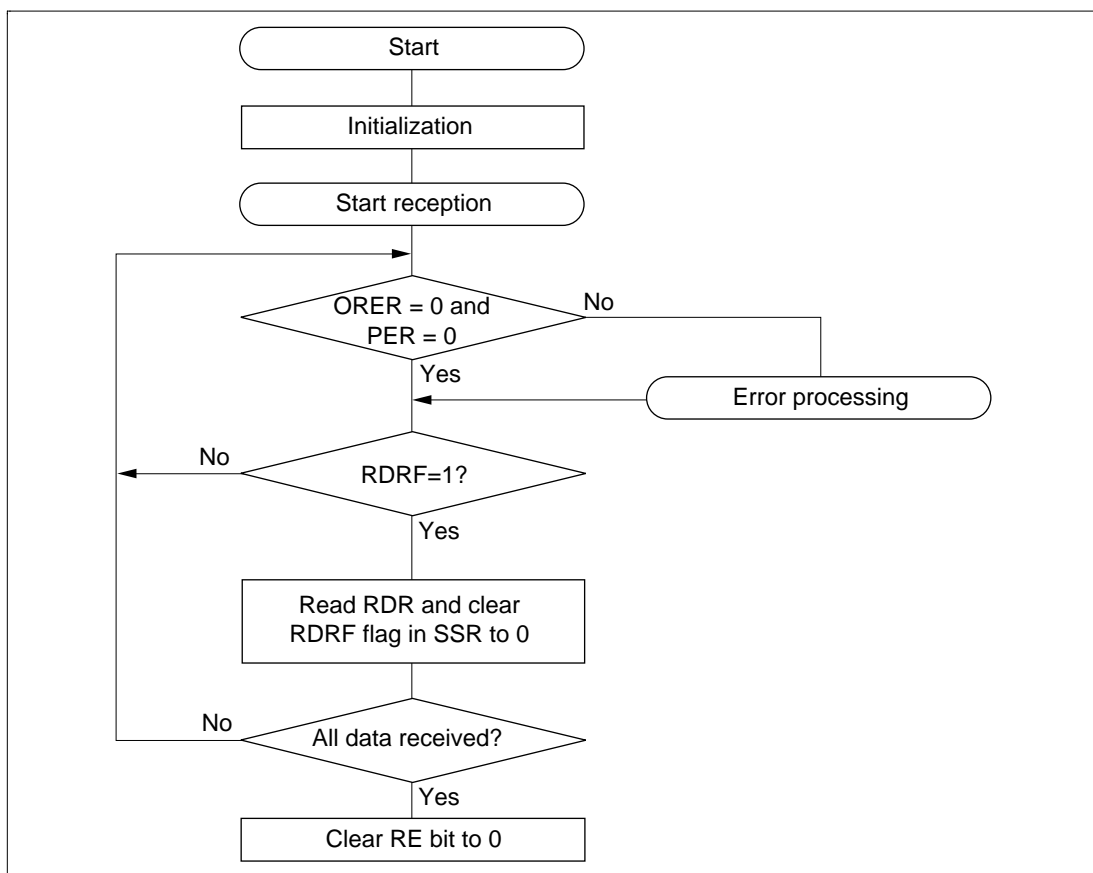 Start
Initialization
Start reception
ORER = 0 and
PER = 0
No
Yes
Error processing
No
RDRF=1?
Yes
Read RDR and clear
RDRF flag in SSR to 0
No
All data received?
Yes
Clear RE bit to 0